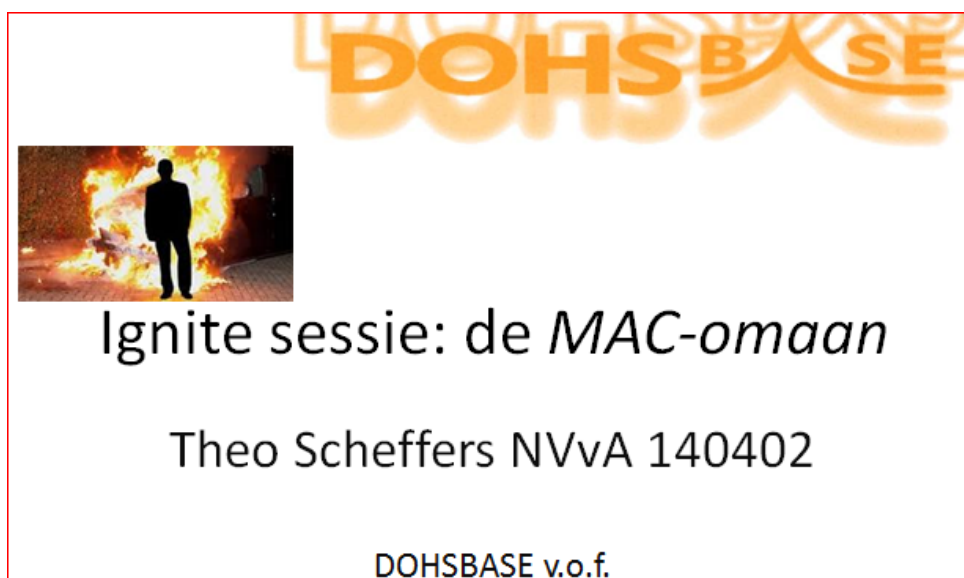 DOHSBASE
Ignite sessie: de MAC-omaan
Theo Scheffers NVvA 140402
DOHSBASE v.o.f.